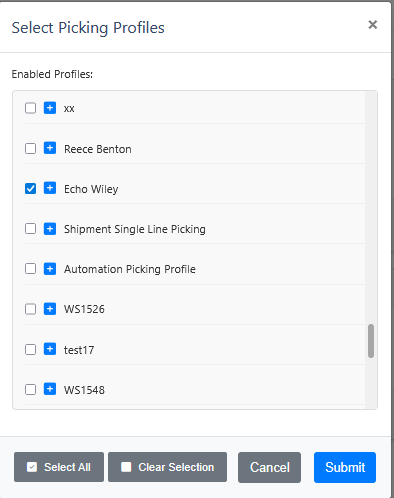 Select Picking Profiles
×
Enabled Profiles:
xx
Reece Benton
Echo Wiley
Shipment Single Line Picking
Automation Picking Profile
WS1526
test17
WS1548
Select All Clear Selection Cancel Submit